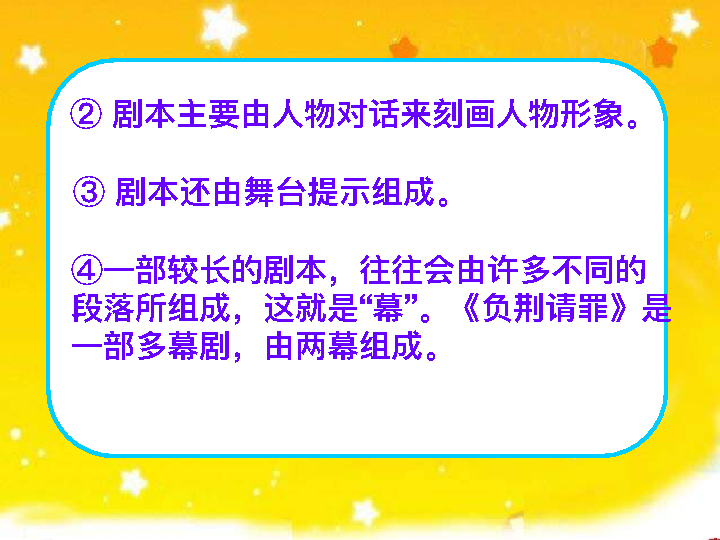 ② 剧本主要由人物对话来刻画人物形象。
③ 剧本还由舞台提示组成。
④一部较长的剧本，往往会由许多不同的
段落所组成，这就是“幕”。《负荆请罪》是
一部多幕剧，由两幕组成。